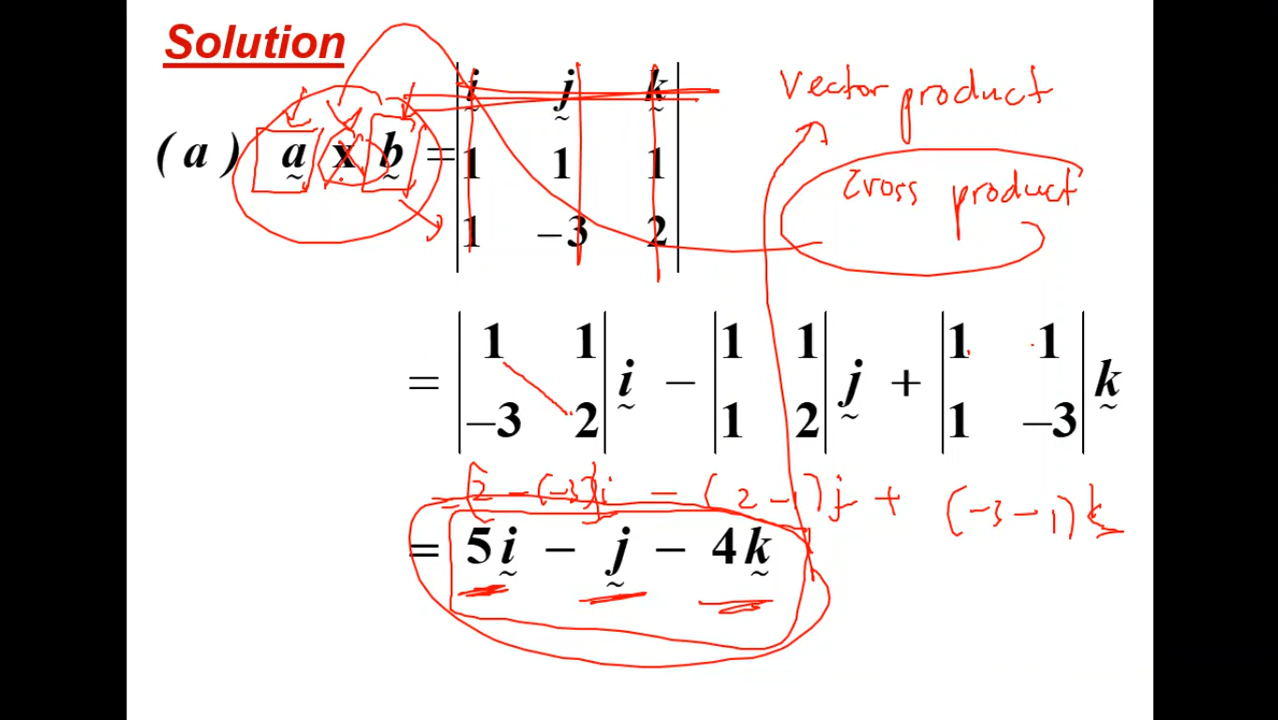 Solution
Vector product
( a ) a x b = | i j k |
| 1 1 1 |
| 1 −3 2 |
Cross product
= | 1 1 | i − | 1 1 | j + | 1 1 | k
| −3 2 | | 1 2 | | 1 −3 |
= [2 − (−3)] i − (2 − 1) j + (−3 − 1) k
= 5i − j − 4k